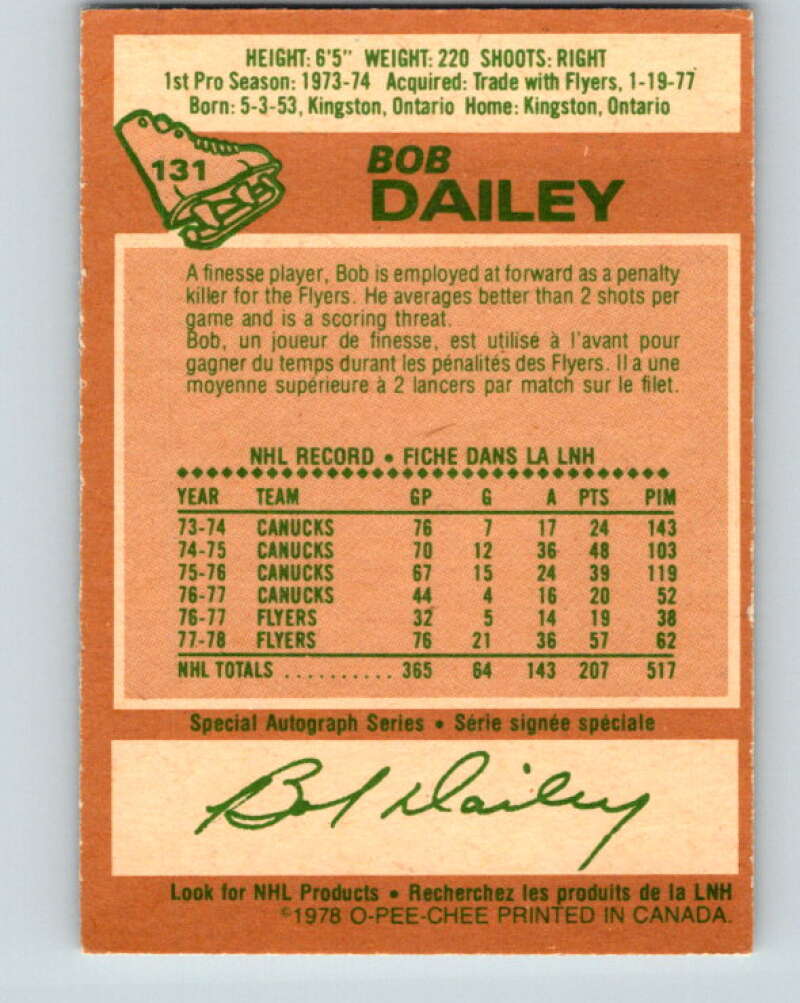 HEIGHT: 6'5" WEIGHT: 220 SHOOTS: RIGHT
1st Pro Season: 1973-74 Acquired: Trade with Flyers, 1-19-77
Born: 5-3-53, Kingston, Ontario Home: Kingston, Ontario
131
BOB
DAILEY
A finesse player, Bob is employed at forward as a penalty
killer for the Flyers. He averages better than 2 shots per
game and is a scoring threat.
Bob, un joueur de finesse, est utilisé à l'avant pour
gagner du temps durant les pénalités des Flyers. Il a une
moyenne supérieure à 2 lancers par match sur le filet.
NHL RECORD • FICHE DANS LA LNH
YEAR TEAM GP G A PTS PIM
73-74 CANUCKS 76 7 17 24 143
74-75 CANUCKS 70 12 36 48 103
75-76 CANUCKS 67 15 24 39 119
76-77 CANUCKS 44 4 16 20 52
76-77 FLYERS 32 5 14 19 38
77-78 FLYERS 76 21 36 57 62
NHL TOTALS .......... 365 64 143 207 517
Special Autograph Series • Série signée spéciale
Bob Dailey
Look for NHL Products • Recherchez les produits de la LNH
©1978 O-PEE-CHEE PRINTED IN CANADA.